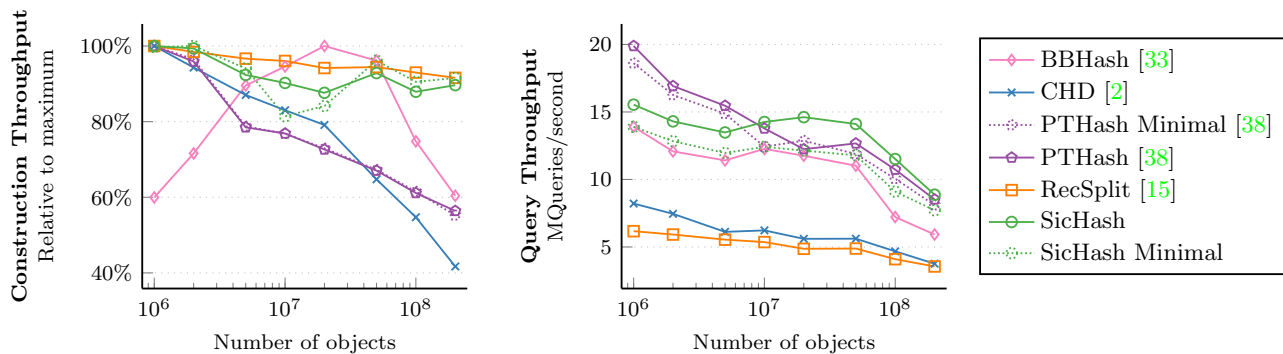 Construction Throughput
Relative to maximum
100%
80%
60%
40%
10^6
10^7
10^8
Number of objects
Query Throughput
MQueries/second
20
15
10
5
10^6
10^7
10^8
Number of objects
BBHash [33]
CHD [2]
PTHash Minimal [38]
PTHash [38]
RecSplit [15]
SicHash
SicHash Minimal